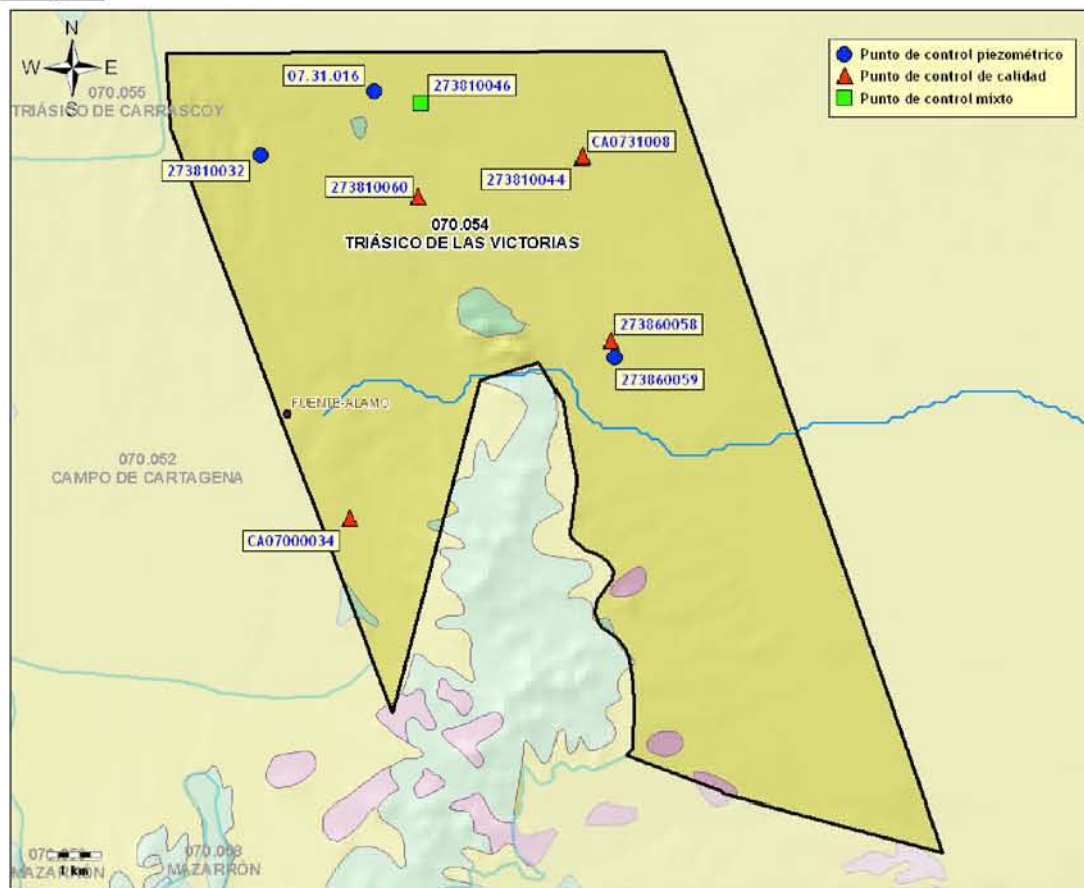 N
W E
S
070.055
TRIÁSICO DE CARRASCOY
07.31.016
273810046
Punto de control piezométrico
Punto de control de calidad
Punto de control mixto
CA0731008
273810032
273810060
273810044
070.054
TRIÁSICO DE LAS VICTORIAS
273860058
273860059
FUENTE-ALAMO
070.052
CAMPO DE CARTAGENA
CA07000034
MAZARRÓN
1 km
MAZARRÓN